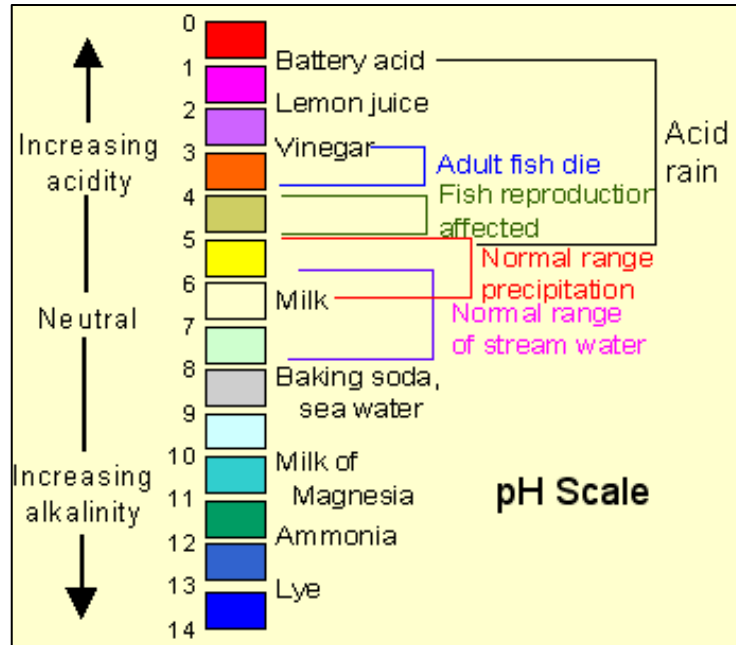 0
1
Battery acid
2
Lemon juice
3
Vinegar
4
5
6
Milk
7
8
Baking soda,
sea water
9
10
Milk of
Magnesia
11
Ammonia
12
13
Lye
14
Increasing
acidity
Neutral
Increasing
alkalinity
Adult fish die
Fish reproduction
affected
Normal range
precipitation
Normal range
of stream water
Acid
rain
pH Scale